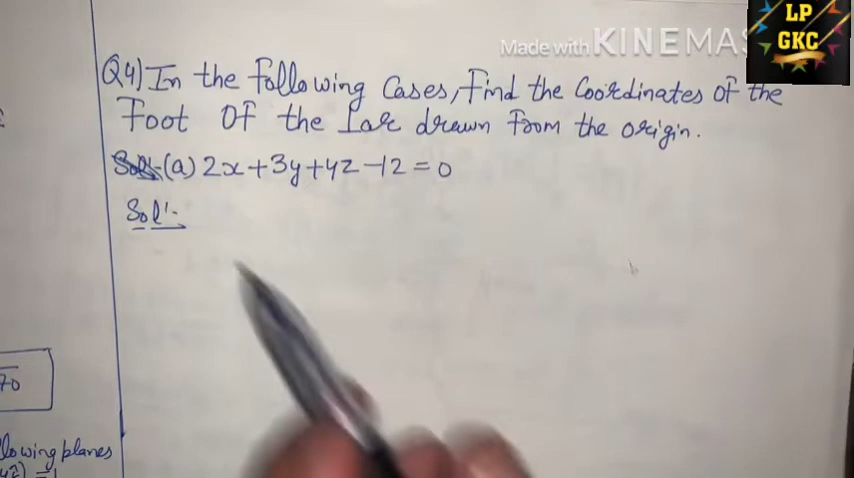 LP
GKC
Made with KINEMAS
Q4) In the following Cases, Find the Coordinates of the
Foot Of the Lar drawn from the origin.
(a) 2x+3y+4z-12=0
Sol':-
70
lowing planes